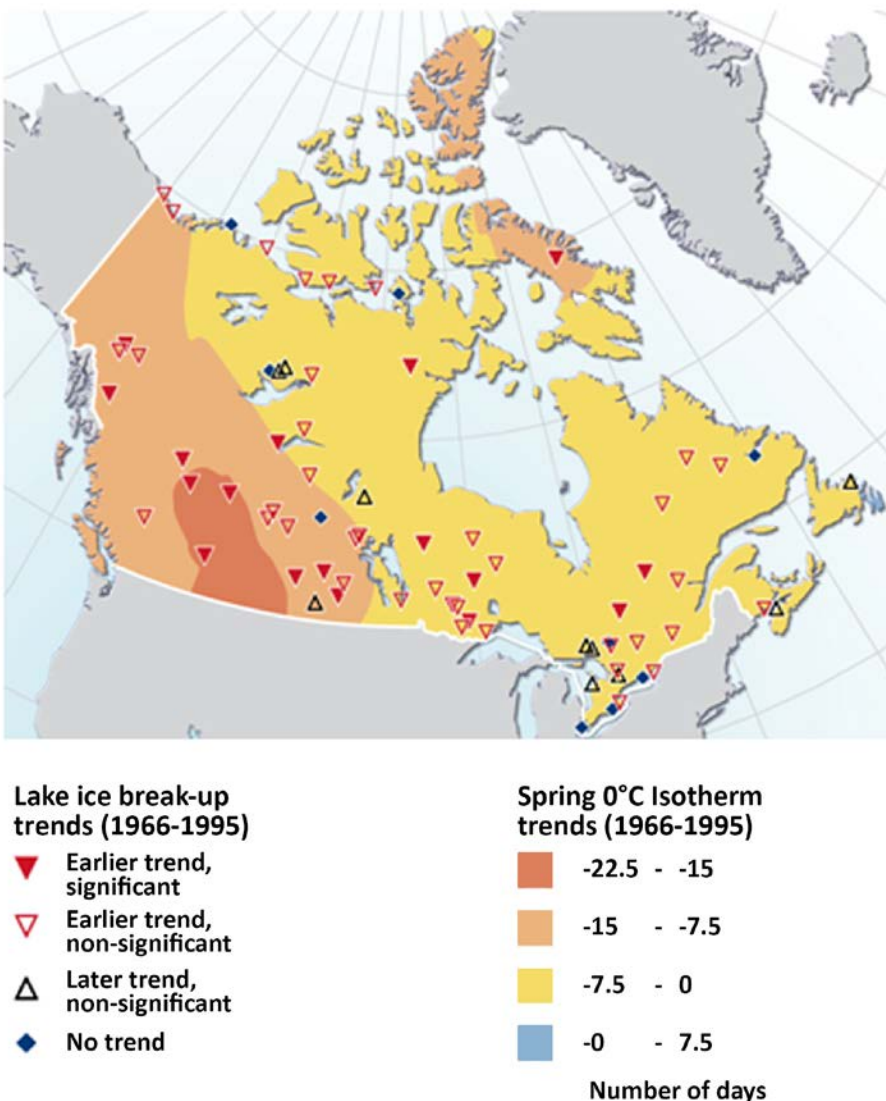 Lake ice break-up
trends (1966-1995)
Earlier trend,
significant
Earlier trend,
non-significant
Later trend,
non-significant
No trend
Spring 0°C Isotherm
trends (1966-1995)
-22.5 - -15
-15 - -7.5
-7.5 - 0
-0 - 7.5
Number of days